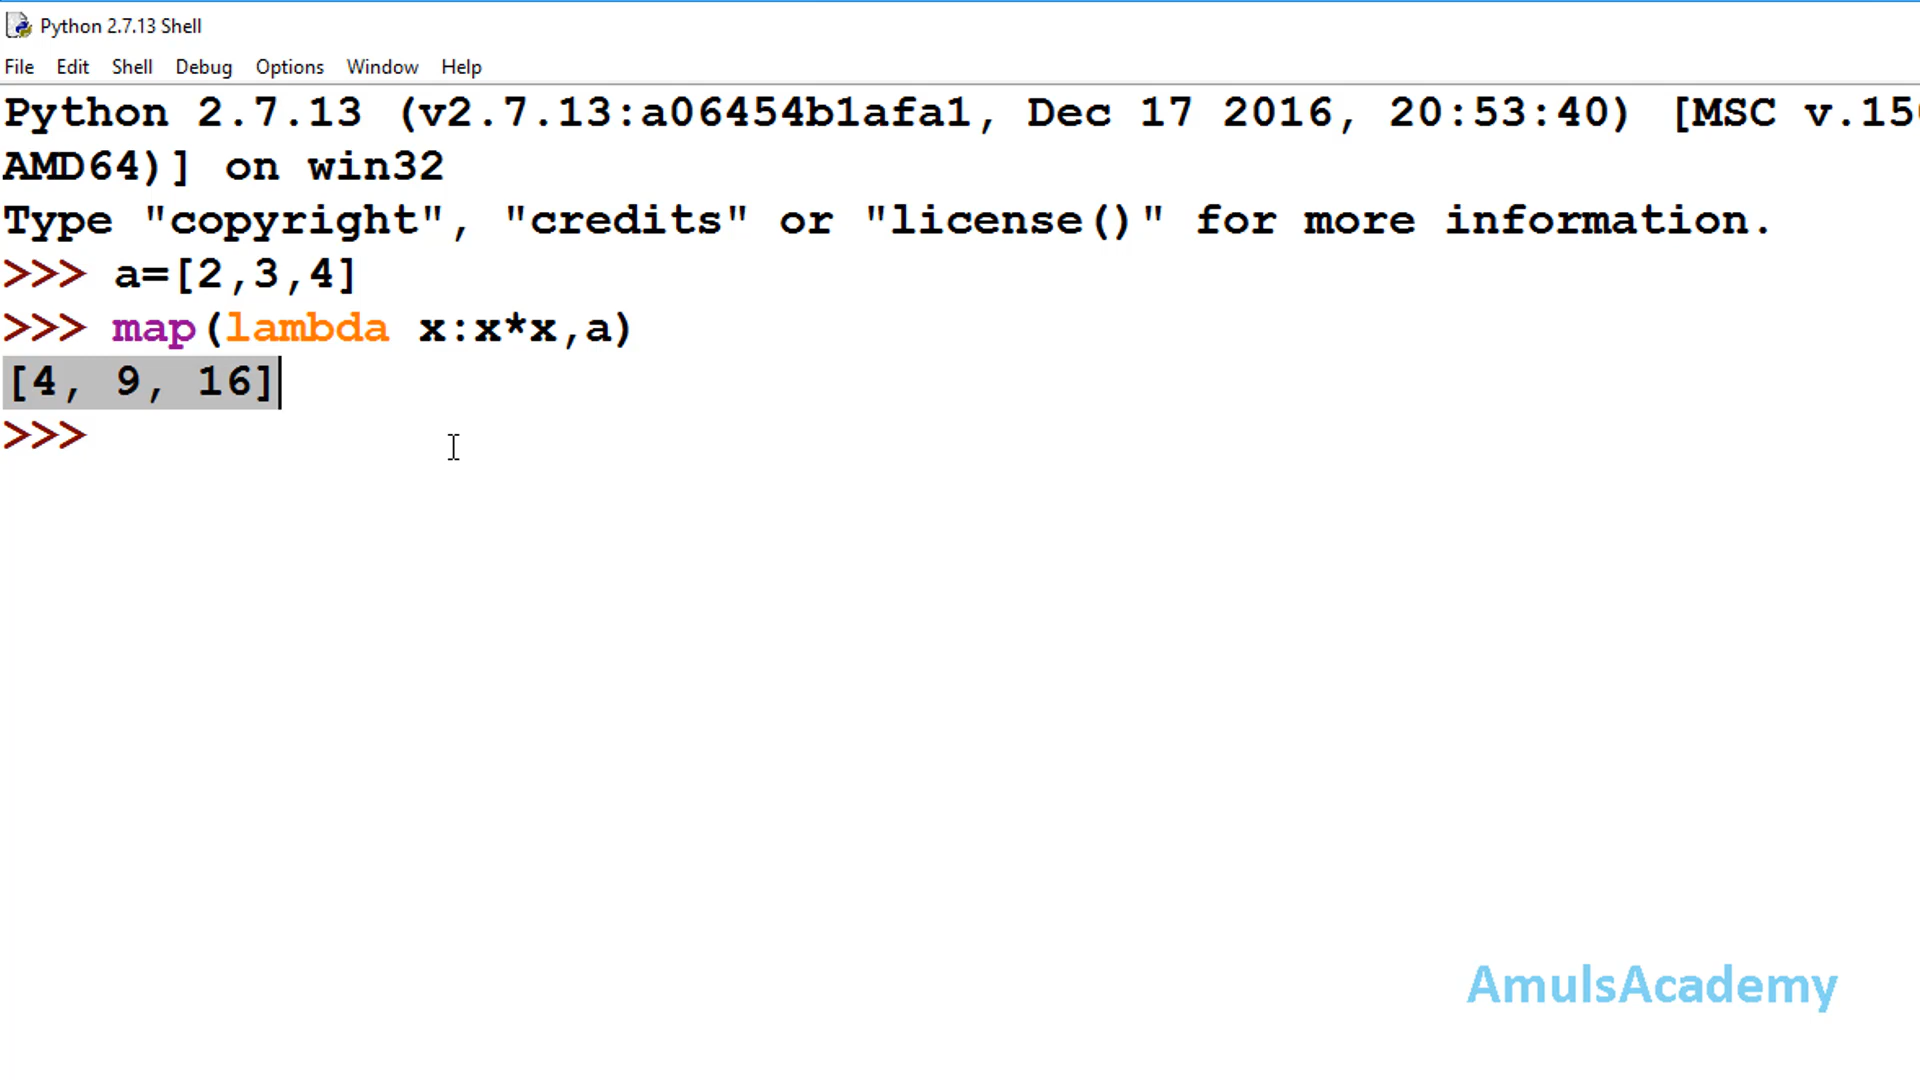 Python 2.7.13 Shell
File Edit Shell Debug Options Window Help
Python 2.7.13 (v2.7.13:a06454b1afa1, Dec 17 2016, 20:53:40) [MSC v.150
AMD64)] on win32
Type "copyright", "credits" or "license()" for more information.
>>> a=[2,3,4]
>>> map(lambda x:x*x,a)
[4, 9, 16]
>>>
AmulsAcademy